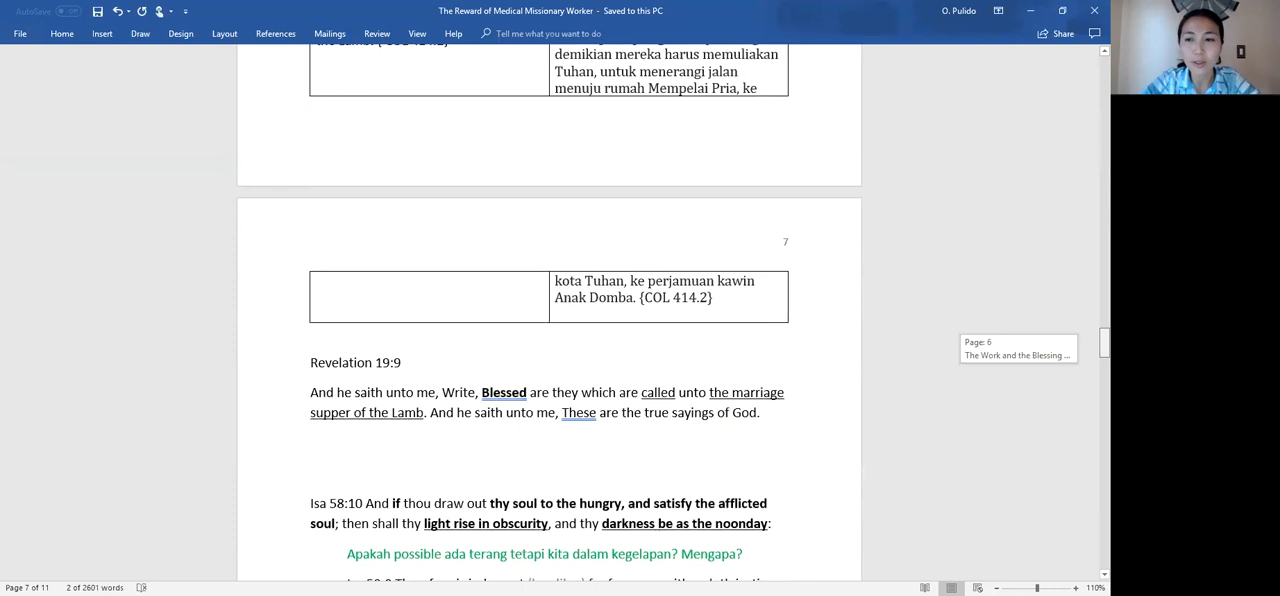 AutoSave Off
The Reward of Medical Missionary Worker - Saved to this PC
O. Pulido
File Home Insert Draw Design Layout References Mailings Review View Help Tell me what you want to do Share
demikian mereka harus memuliakan
Tuhan, untuk menerangi jalan
menuju rumah Mempelai Pria, ke
7
kota Tuhan, ke perjamuan kawin
Anak Domba. {COL 414.2}
Page: 6
The Work and the Blessing ...
Revelation 19:9
And he saith unto me, Write, Blessed are they which are called unto the marriage
supper of the Lamb. And he saith unto me, These are the true sayings of God.
Isa 58:10 And if thou draw out thy soul to the hungry, and satisfy the afflicted
soul; then shall thy light rise in obscurity, and thy darkness be as the noonday:
Apakah possible ada terang tetapi kita dalam kegelapan? Mengapa?
Page 7 of 11 2 of 2601 words 110%